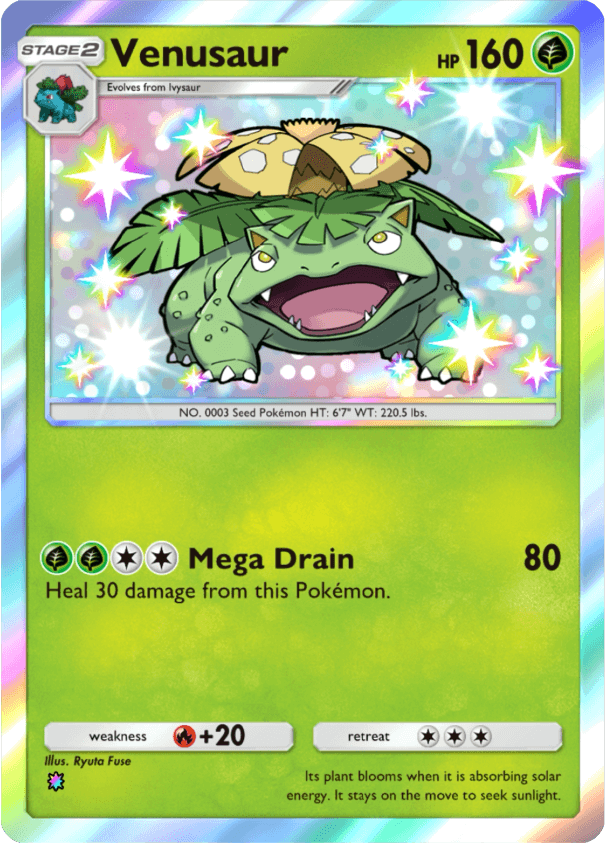 STAGE 2 Venusaur HP 160
Evolves from Ivysaur
NO. 0003 Seed Pokémon HT: 6'7" WT: 220.5 lbs.
Mega Drain 80
Heal 30 damage from this Pokémon.
weakness +20 retreat
Illus. Ryuta Fuse
Its plant blooms when it is absorbing solar
energy. It stays on the move to seek sunlight.